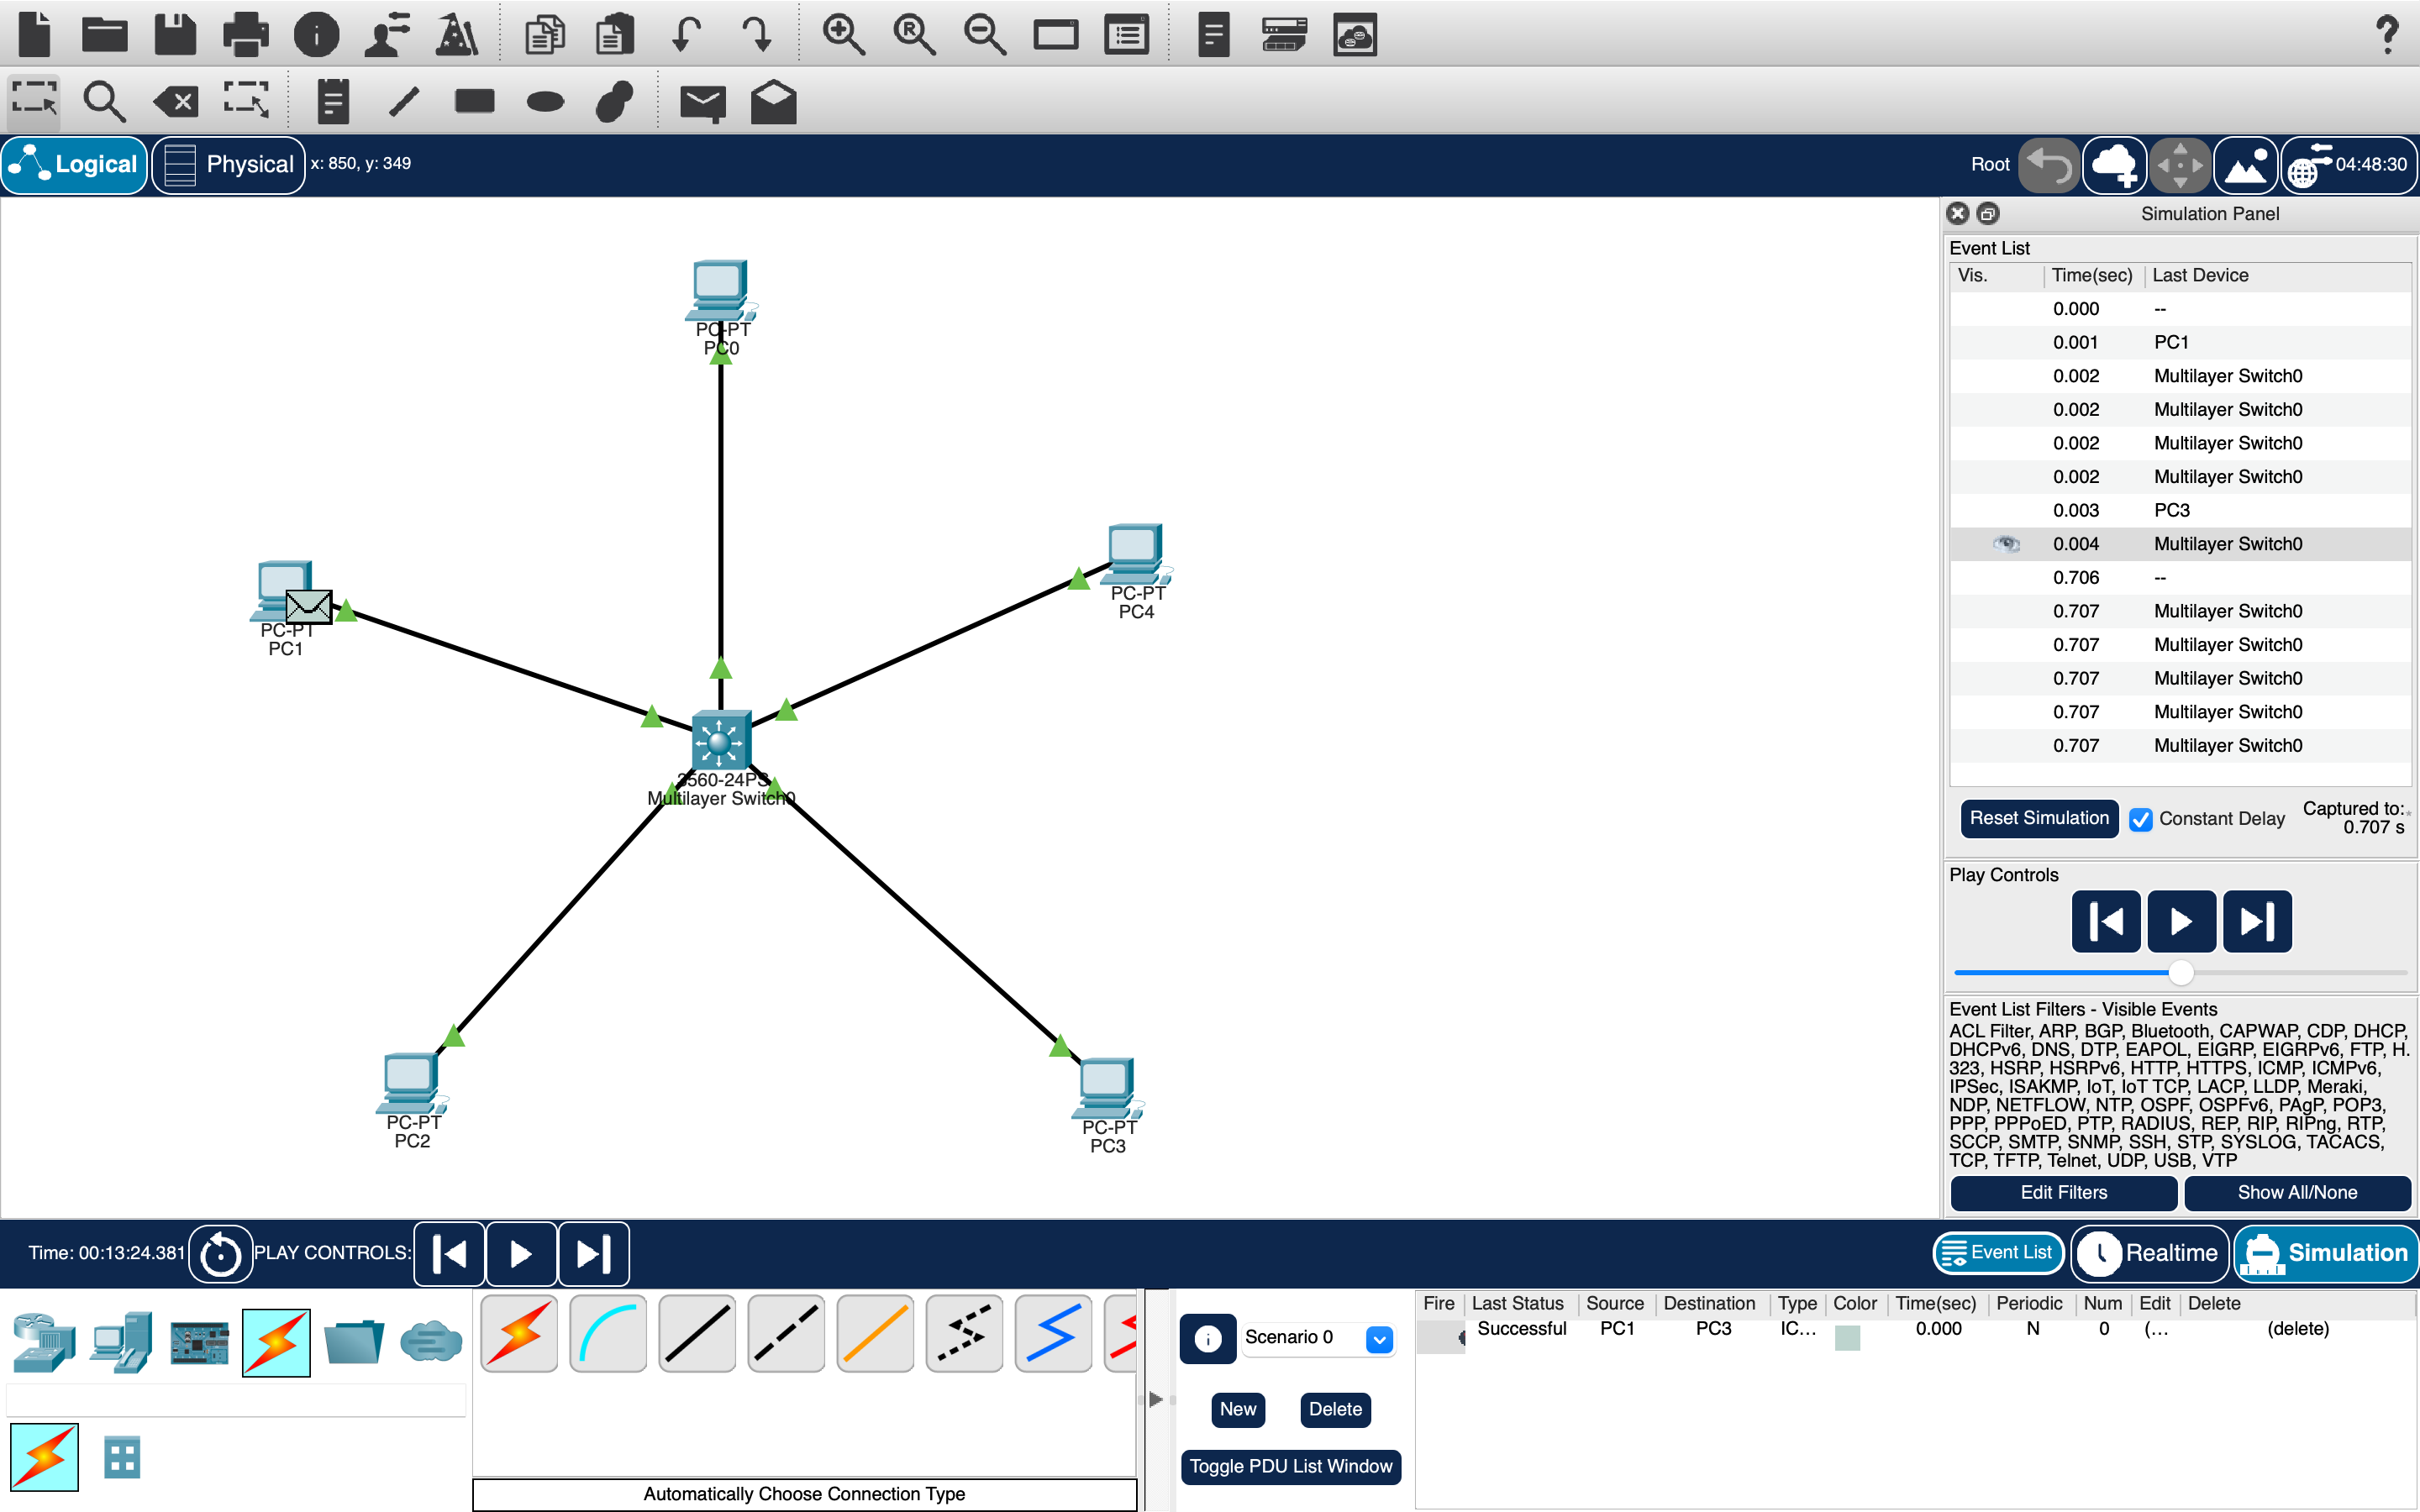 Logical
Physical
x: 850, y: 349
Root
04:48:30
Simulation Panel
Event List
Vis. Time(sec) Last Device
0.000 --
0.001 PC1
0.002 Multilayer Switch0
0.002 Multilayer Switch0
0.002 Multilayer Switch0
0.002 Multilayer Switch0
0.003 PC3
0.004 Multilayer Switch0
0.706 --
0.707 Multilayer Switch0
0.707 Multilayer Switch0
0.707 Multilayer Switch0
0.707 Multilayer Switch0
0.707 Multilayer Switch0
Reset Simulation
Constant Delay
Captured to:
0.707 s
Play Controls
Event List Filters - Visible Events
ACL Filter, ARP, BGP, Bluetooth, CAPWAP, CDP, DHCP,
DHCPv6, DNS, DTP, EAPOL, EIGRP, EIGRPv6, FTP, H.
323, HSRP, HSRPv6, HTTP, HTTPS, ICMP, ICMPv6,
IPSec, ISAKMP, IoT, IoT TCP, LACP, LLDP, Meraki,
NDP, NETFLOW, NTP, OSPF, OSPFv6, PAgP, POP3,
PPP, PPPoED, PTP, RADIUS, REP, RIP, RIPng, RTP,
SCCP, SMTP, SNMP, SSH, STP, SYSLOG, TACACS,
TCP, TFTP, Telnet, UDP, USB, VTP
Edit Filters
Show All/None
PC-PT
PC0
PC-PT
PC4
PC-PT
PC1
3560-24PS
Multilayer Switch0
PC-PT
PC2
PC-PT
PC3
Time: 00:13:24.381
PLAY CONTROLS:
Event List
Realtime
Simulation
Automatically Choose Connection Type
Scenario 0
New
Delete
Toggle PDU List Window
Fire Last Status Source Destination Type Color Time(sec) Periodic Num Edit Delete
Successful PC1 PC3 IC... 0.000 N 0 (... (delete)